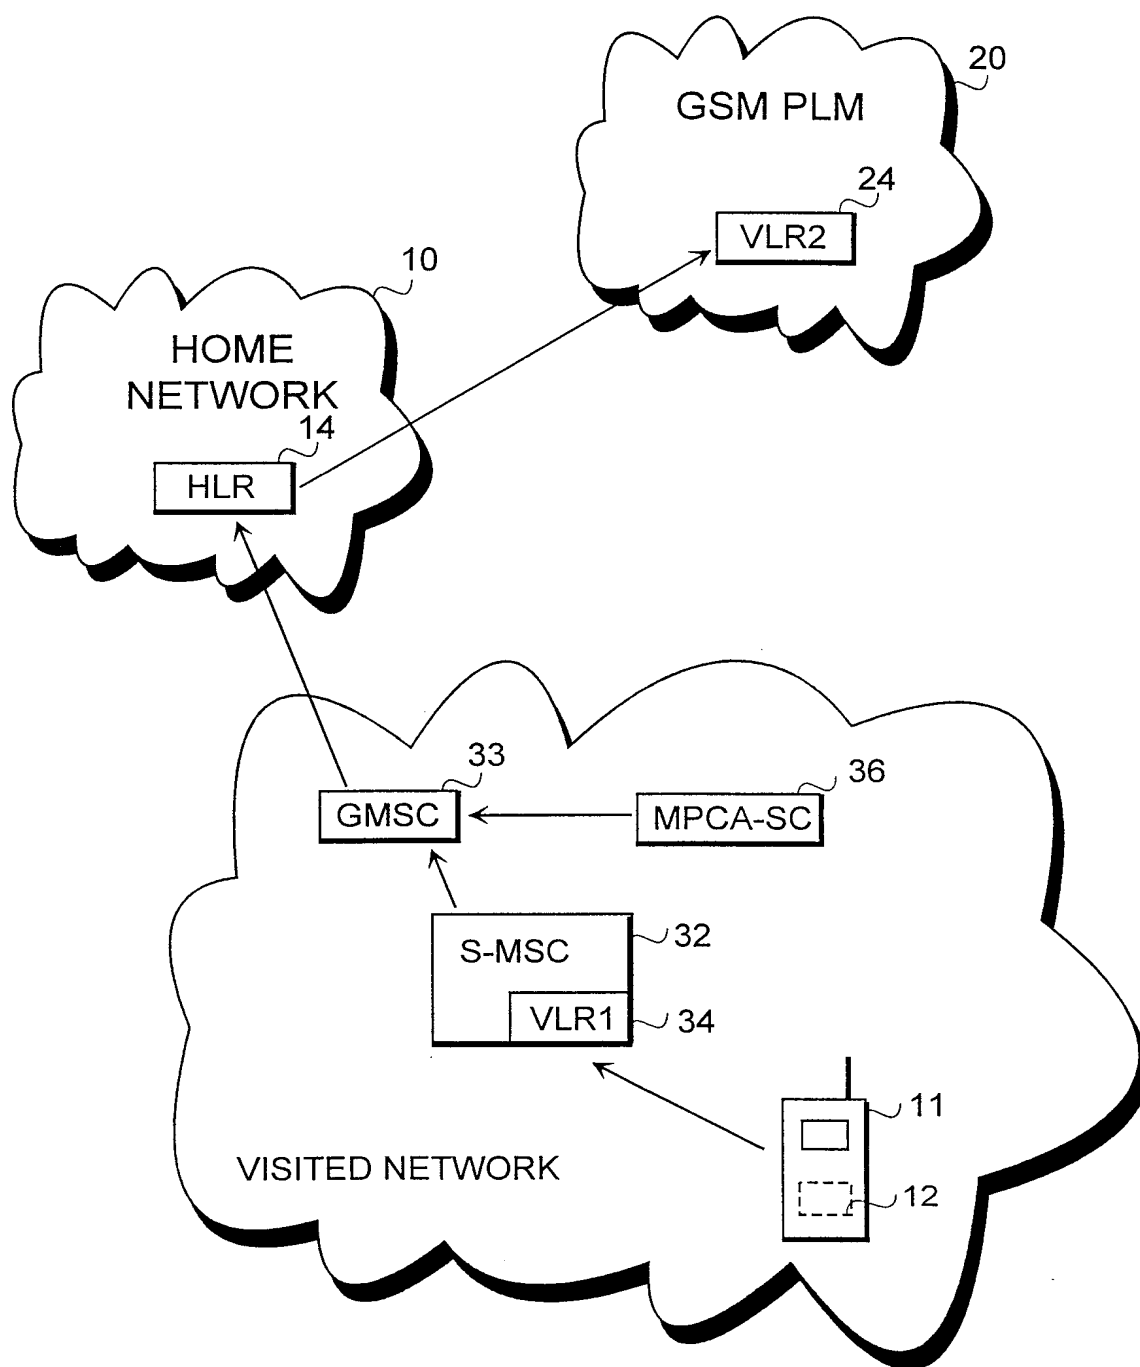 20
GSM PLM
24
VLR2
10
HOME
NETWORK
14
HLR
33
GMSC
36
MPCA-SC
32
S-MSC
VLR1
34
11
VISITED NETWORK
12